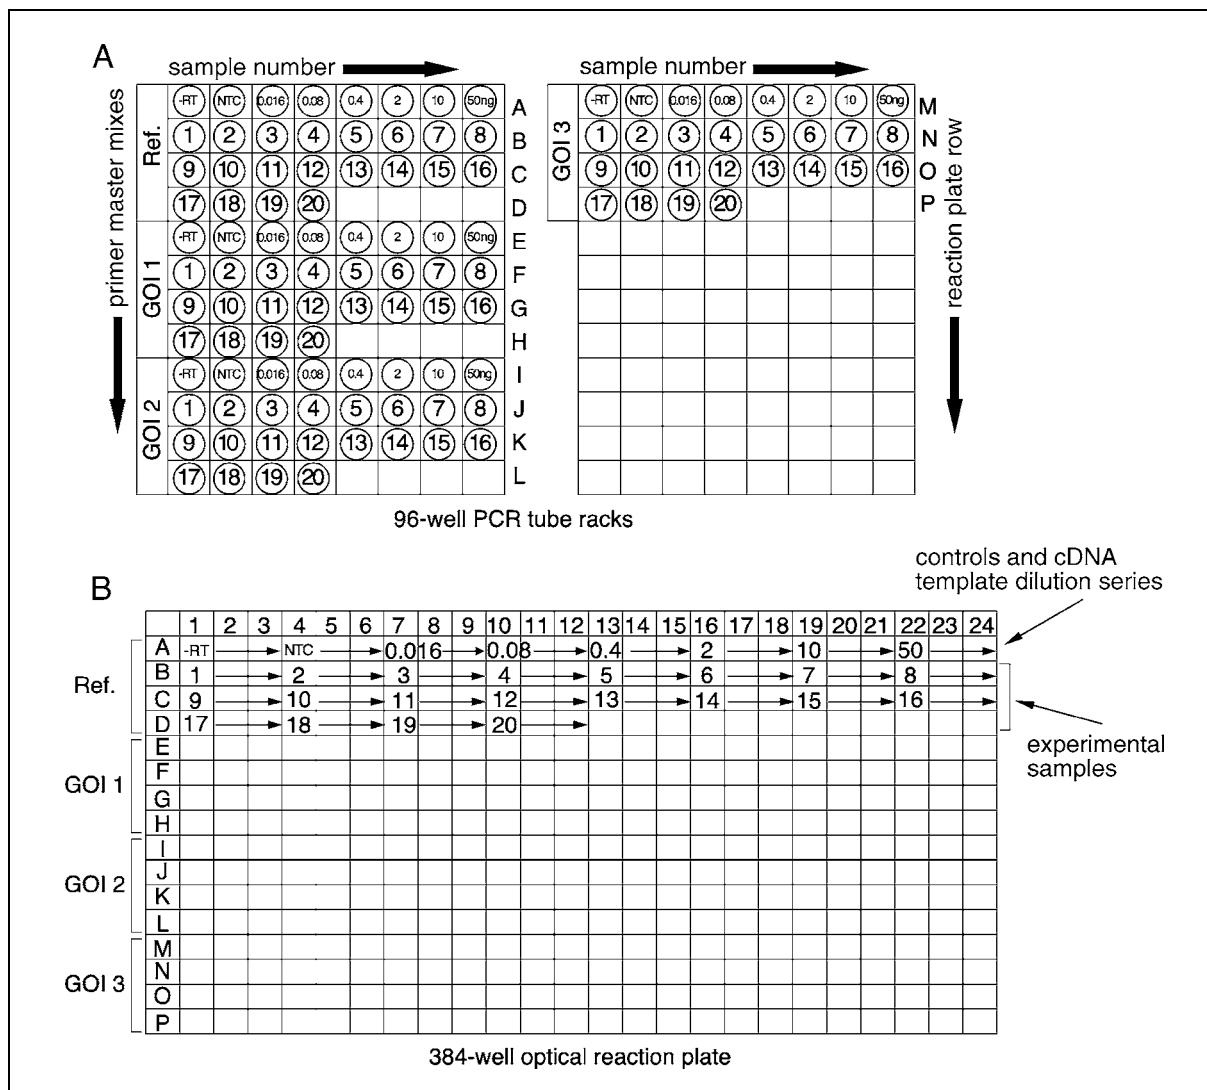 A
sample number
sample number
primer master mixes
reaction plate row
Ref.
-RT NTC 0.016 0.08 0.4 2 10 50ng A
1 2 3 4 5 6 7 8 B
9 10 11 12 13 14 15 16 C
17 18 19 20 D
GOI 1
-RT NTC 0.016 0.08 0.4 2 10 50ng E
1 2 3 4 5 6 7 8 F
9 10 11 12 13 14 15 16 G
17 18 19 20 H
GOI 2
-RT NTC 0.016 0.08 0.4 2 10 50ng I
1 2 3 4 5 6 7 8 J
9 10 11 12 13 14 15 16 K
17 18 19 20 L
GOI 3
-RT NTC 0.016 0.08 0.4 2 10 50ng M
1 2 3 4 5 6 7 8 N
9 10 11 12 13 14 15 16 O
17 18 19 20 P
96-well PCR tube racks
B
controls and cDNA
template dilution series
1 2 3 4 5 6 7 8 9 10 11 12 13 14 15 16 17 18 19 20 21 22 23 24
Ref.
A -RT NTC 0.016 0.08 0.4 2 10 50
B 1 2 3 4 5 6 7 8
C 9 10 11 12 13 14 15 16
D 17 18 19 20
experimental
samples
GOI 1
E
F
G
H
GOI 2
I
J
K
L
GOI 3
M
N
O
P
384-well optical reaction plate